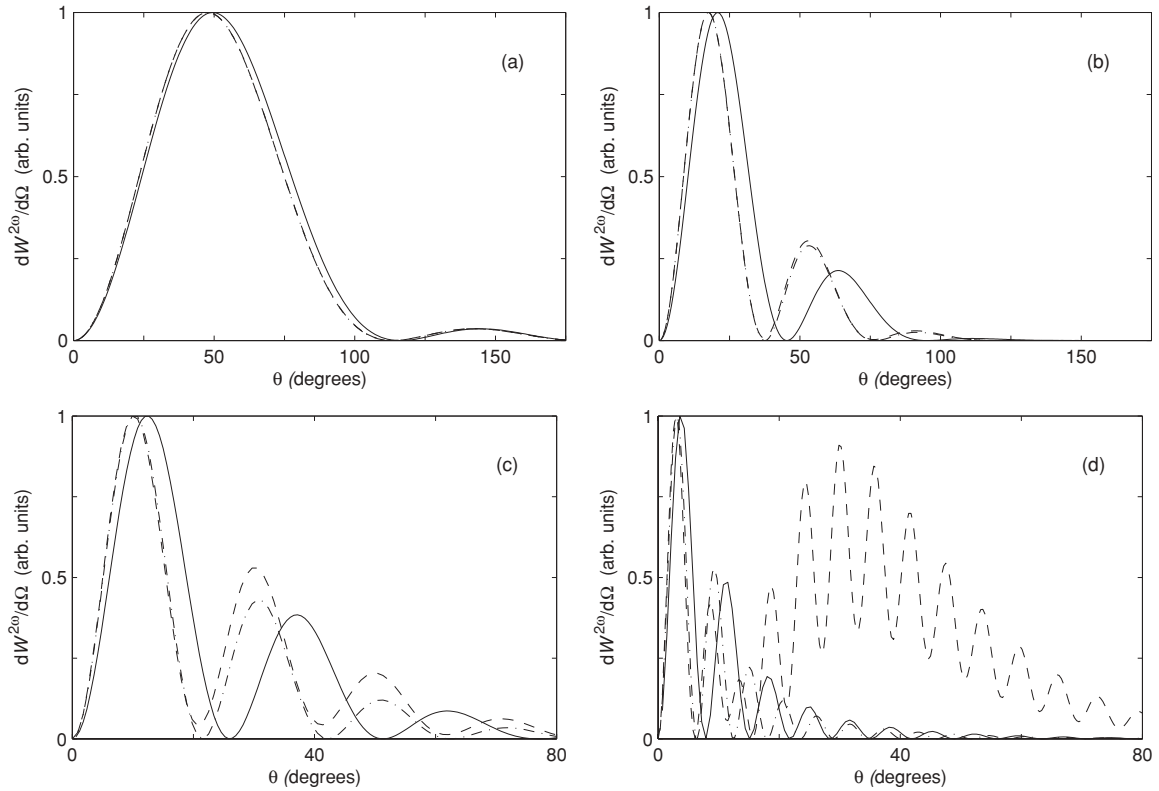 1
(a)
0.5
dW^{2ω}/dΩ (arb. units)
0
0 50 100 150
θ (degrees)
1
(b)
0.5
dW^{2ω}/dΩ (arb. units)
0
0 50 100 150
θ (degrees)
1
(c)
0.5
dW^{2ω}/dΩ (arb. units)
0
0 40 80
θ (degrees)
1
(d)
0.5
dW^{2ω}/dΩ (arb. units)
0
0 40 80
θ (degrees)